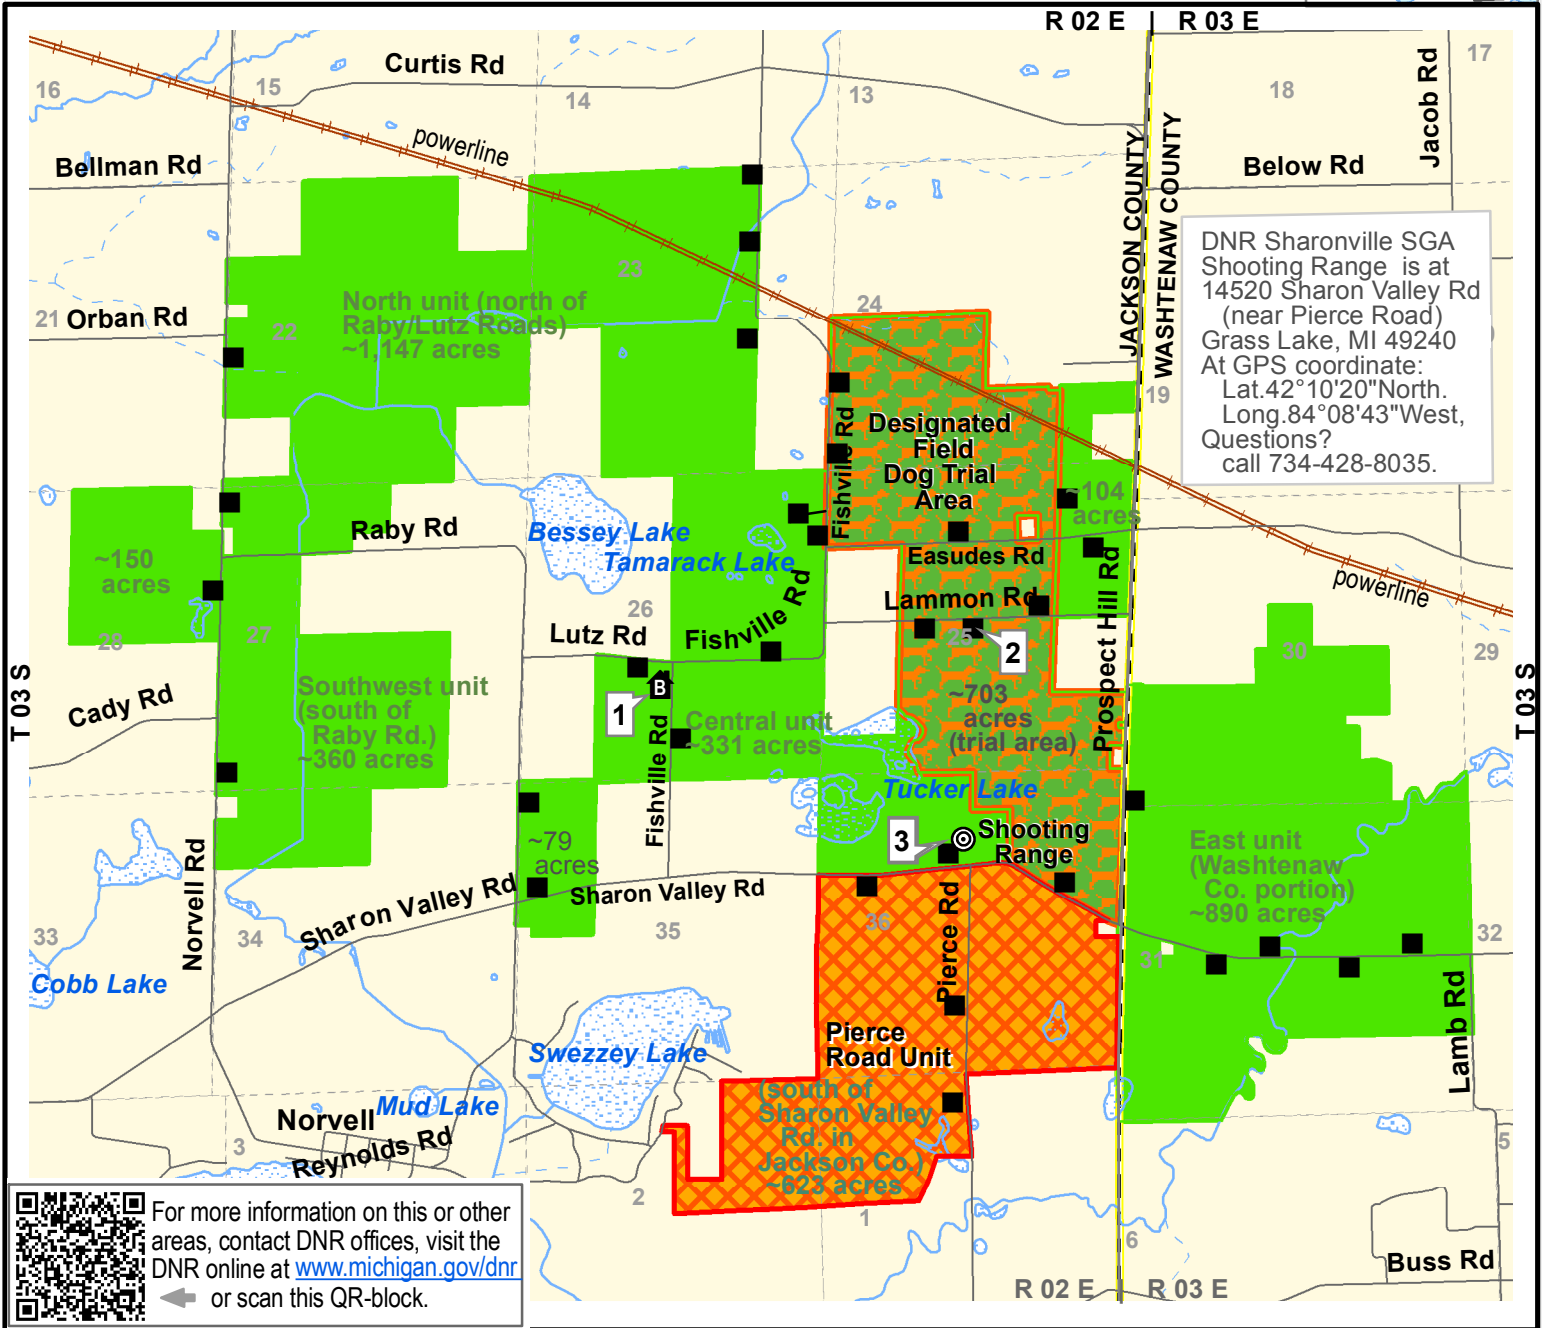 R 02 E
R 03 E
Curtis Rd
16
15
14
13
18
17
Jacob Rd
powerline
Bellman Rd
Below Rd
JACKSON COUNTY
WASHTENAW COUNTY
DNR Sharonville SGA
Shooting Range is at
14520 Sharon Valley Rd
(near Pierce Road)
Grass Lake, MI 49240
At GPS coordinate:
Lat.42°10'20"North.
Long.84°08'43"West,
Questions?
call 734-428-8035.
23
24
21
Orban Rd
22
North unit (north of
Raby/Lutz Roads)
~1,147 acres
19
Fishville Rd
Designated
Field
Dog Trial
Area
~104
acres
Raby Rd
Bessey Lake
Tamarack Lake
Easudes Rd
~150
acres
powerline
Lammon Rd
Prospect Hill Rd
26
25
2
28
27
Lutz Rd
Fishville Rd
30
29
T 03 S
T 03 S
Cady Rd
Southwest unit
(south of
Raby Rd.)
~360 acres
B
1
Central unit
~331 acres
~703
acres
(trial area)
Fishville Rd
Tucker Lake
3
Shooting
Range
~79
acres
East unit
(Washtenaw
Co. portion)
~890 acres
Norvell Rd
Sharon Valley Rd
Sharon Valley Rd
33
34
35
36
Pierce Rd
31
32
Cobb Lake
Lamb Rd
Swezzey Lake
Pierce
Road Unit
(south of
Sharon Valley
Rd. in
Jackson Co.)
~623 acres
Mud Lake
Norvell
Reynolds Rd
3
2
1
6
5
Buss Rd
R 02 E
R 03 E
For more information on this or other
areas, contact DNR offices, visit the
DNR online at www.michigan.gov/dnr
or scan this QR-block.